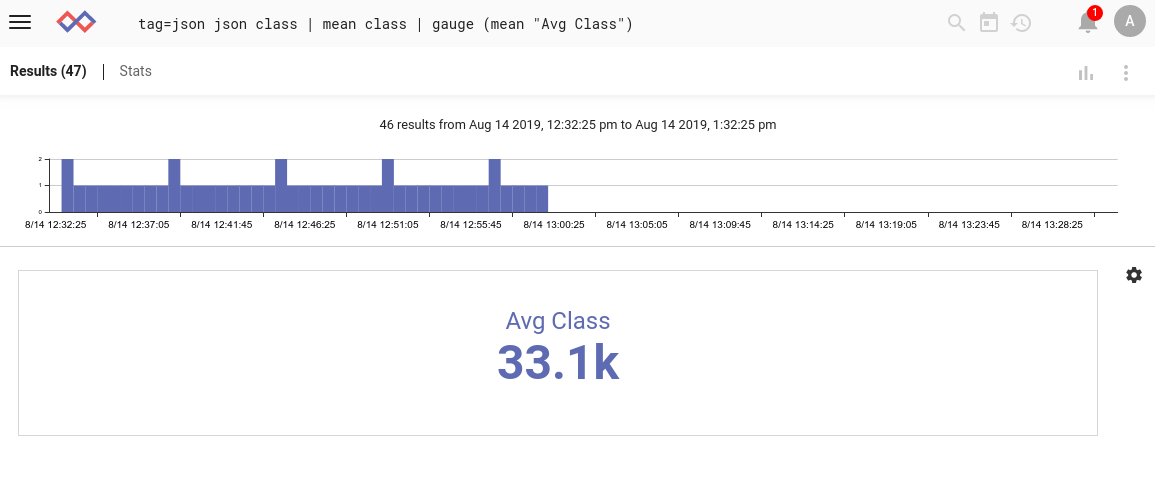 tag=json json class | mean class | gauge (mean "Avg Class")
1
A
Results (47) | Stats
46 results from Aug 14 2019, 12:32:25 pm to Aug 14 2019, 1:32:25 pm
2
1
0
8/14 12:32:25 8/14 12:37:05 8/14 12:41:45 8/14 12:46:25 8/14 12:51:05 8/14 12:55:45 8/14 13:00:25 8/14 13:05:05 8/14 13:09:45 8/14 13:14:25 8/14 13:19:05 8/14 13:23:45 8/14 13:28:25
Avg Class
33.1k